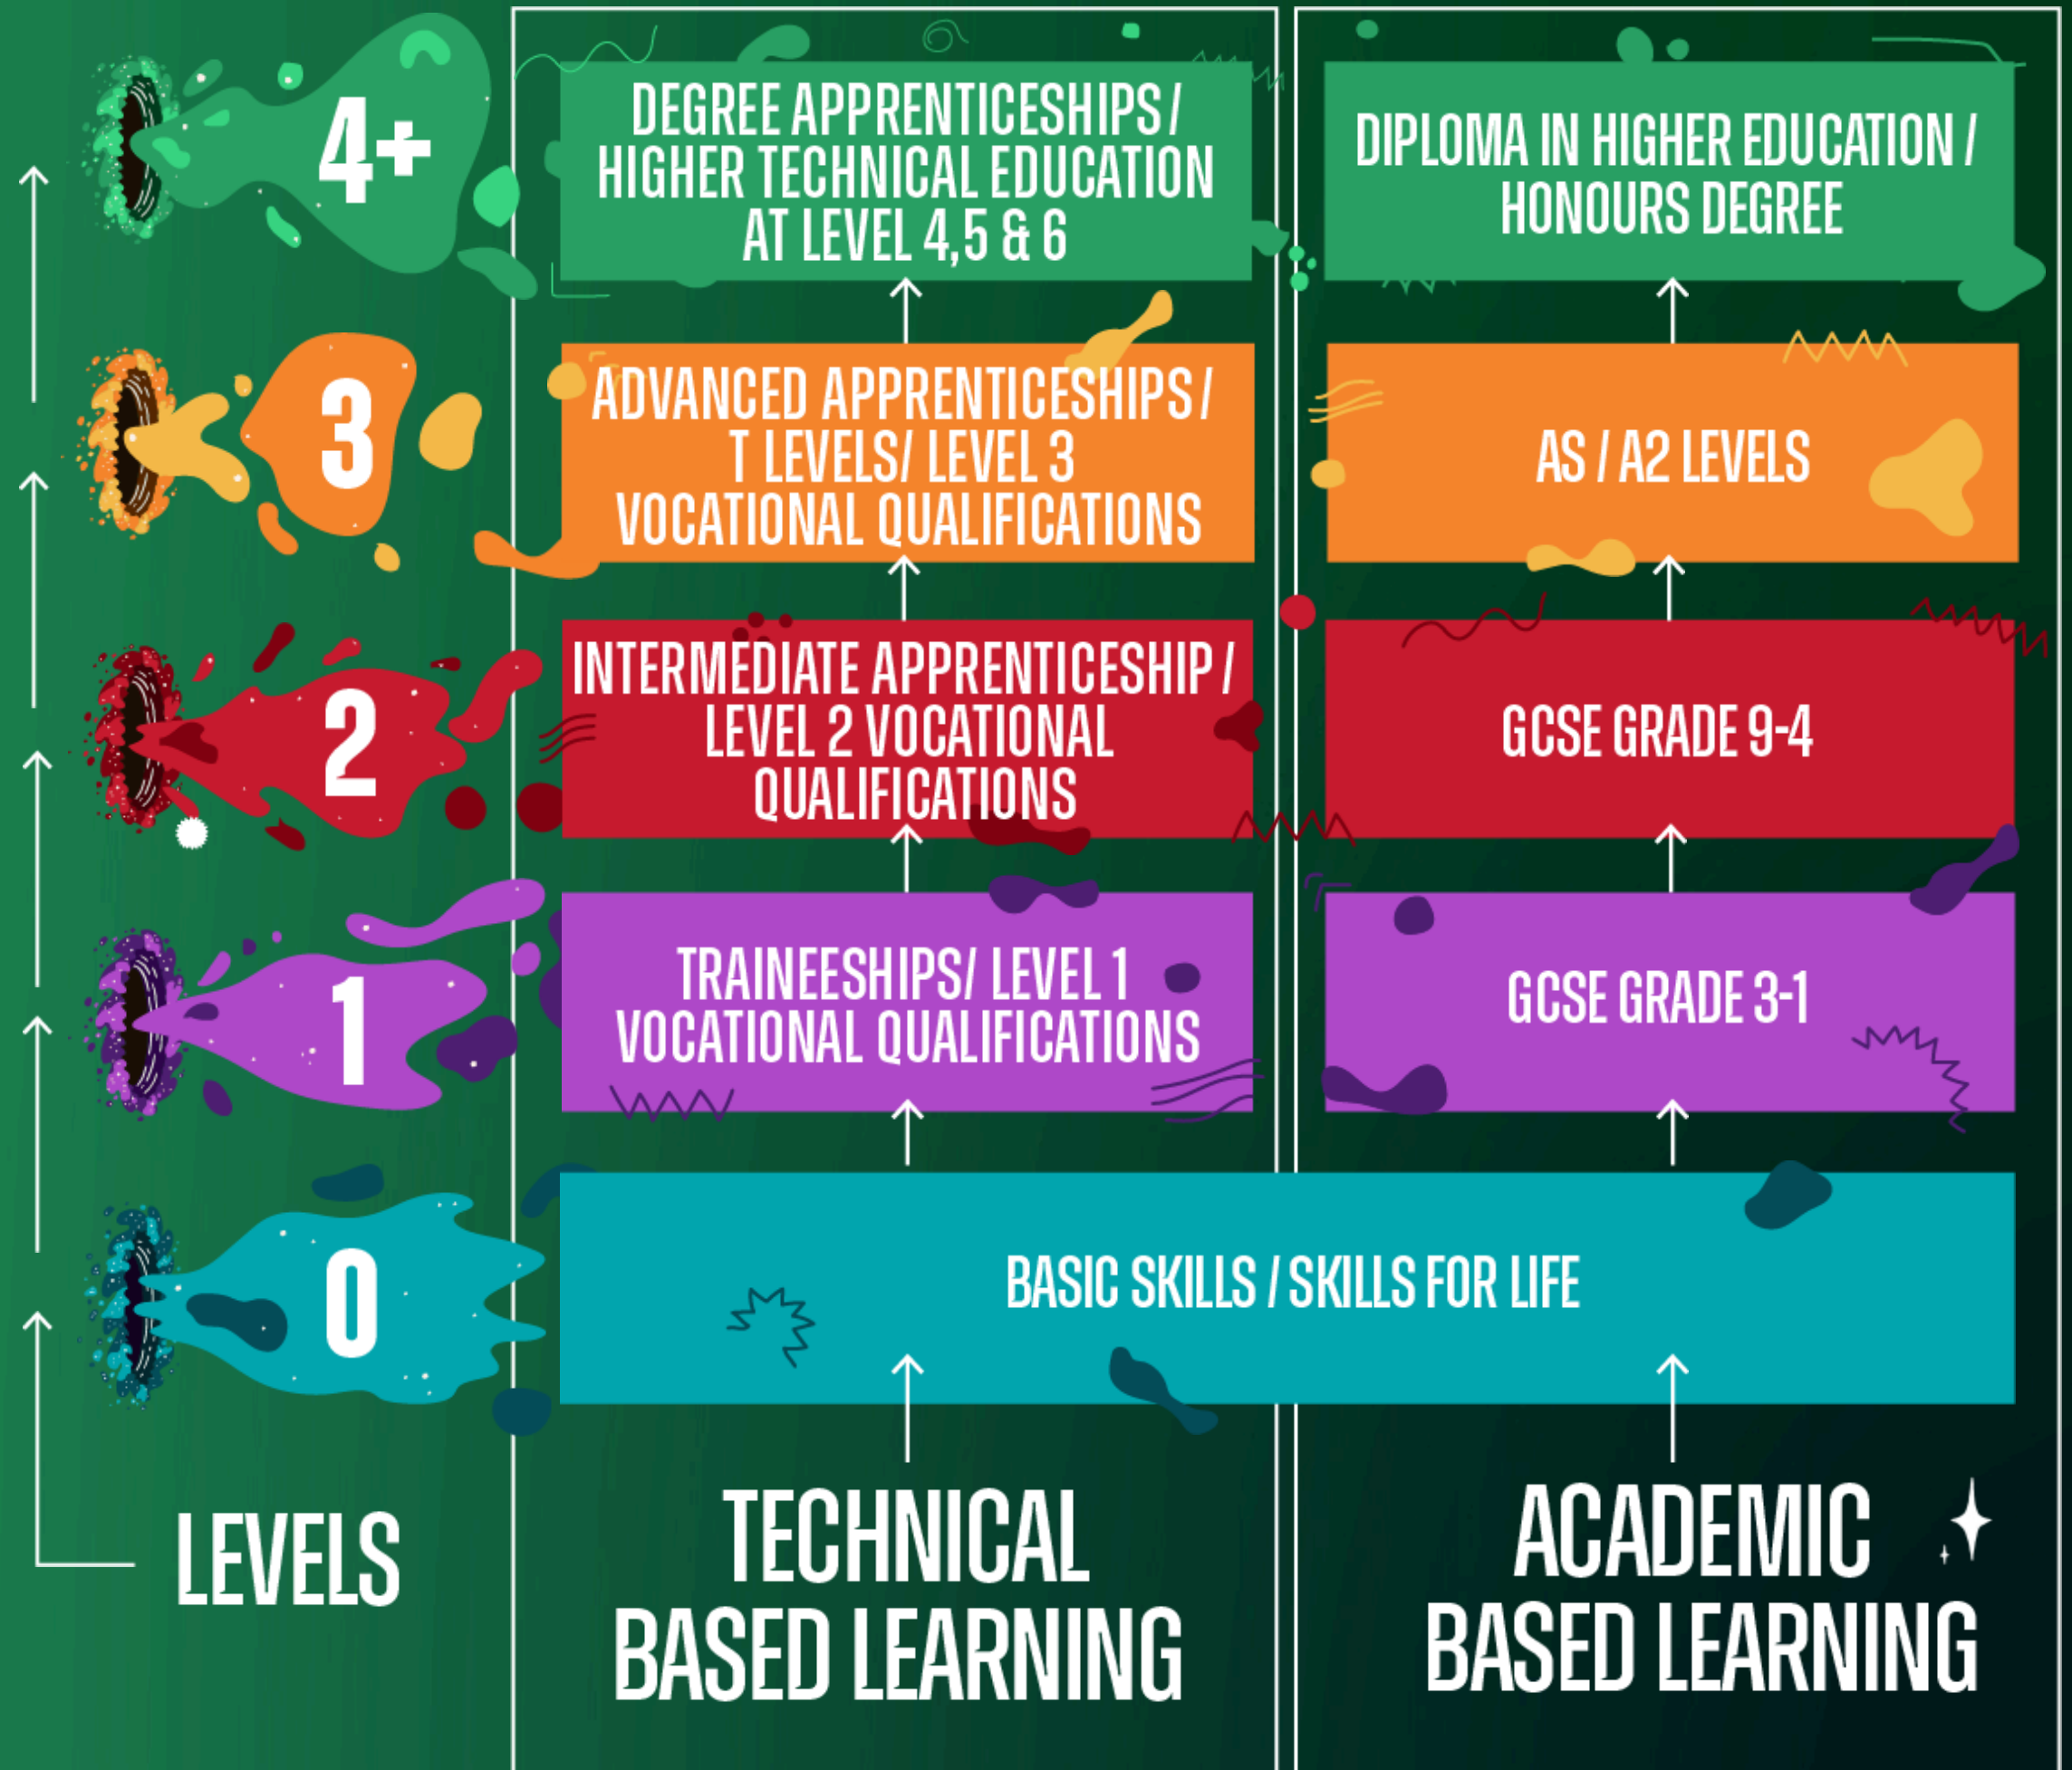 4+
DEGREE APPRENTICESHIPS /
HIGHER TECHNICAL EDUCATION
AT LEVEL 4,5 & 6
DIPLOMA IN HIGHER EDUCATION /
HONOURS DEGREE
3
ADVANCED APPRENTICESHIPS /
T LEVELS/ LEVEL 3
VOCATIONAL QUALIFICATIONS
AS / A2 LEVELS
2
INTERMEDIATE APPRENTICESHIP /
LEVEL 2 VOCATIONAL
QUALIFICATIONS
GCSE GRADE 9-4
1
TRAINEESHIPS/ LEVEL 1
VOCATIONAL QUALIFICATIONS
GCSE GRADE 3-1
0
BASIC SKILLS / SKILLS FOR LIFE
LEVELS
TECHNICAL
BASED LEARNING
ACADEMIC
BASED LEARNING